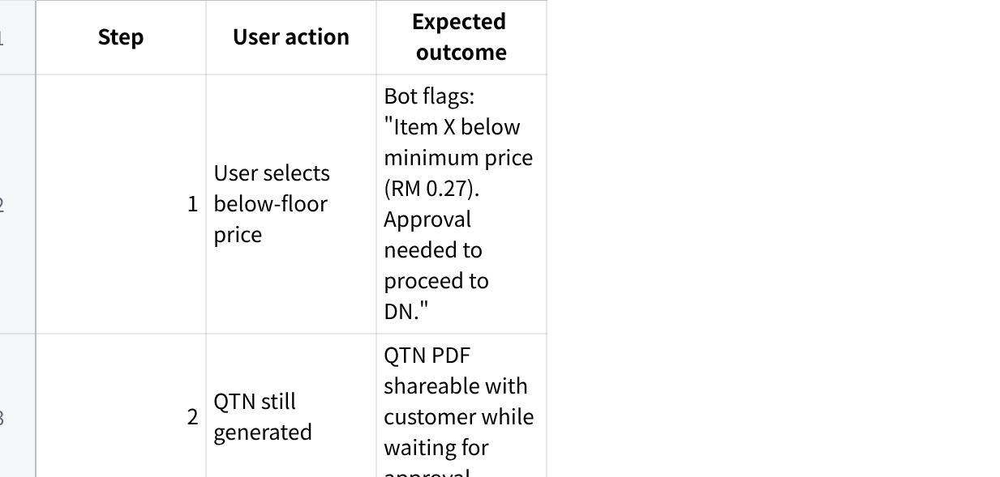 Step
User action
Expected
outcome
1
User selects
below-floor
price
Bot flags:
"Item X below
minimum price
(RM 0.27).
Approval
needed to
proceed to
DN."
2
QTN still
generated
QTN PDF
shareable with
customer while
waiting for
approval